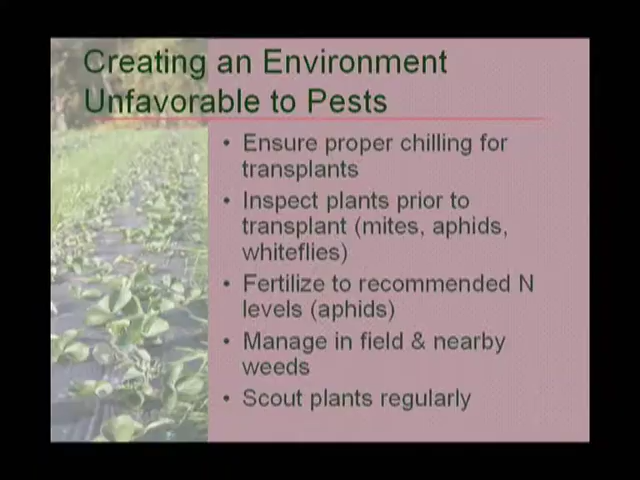 Creating an Environment
Unfavorable to Pests
• Ensure proper chilling for
transplants
• Inspect plants prior to
transplant (mites, aphids,
whiteflies)
• Fertilize to recommended N
levels (aphids)
• Manage in field & nearby
weeds
• Scout plants regularly